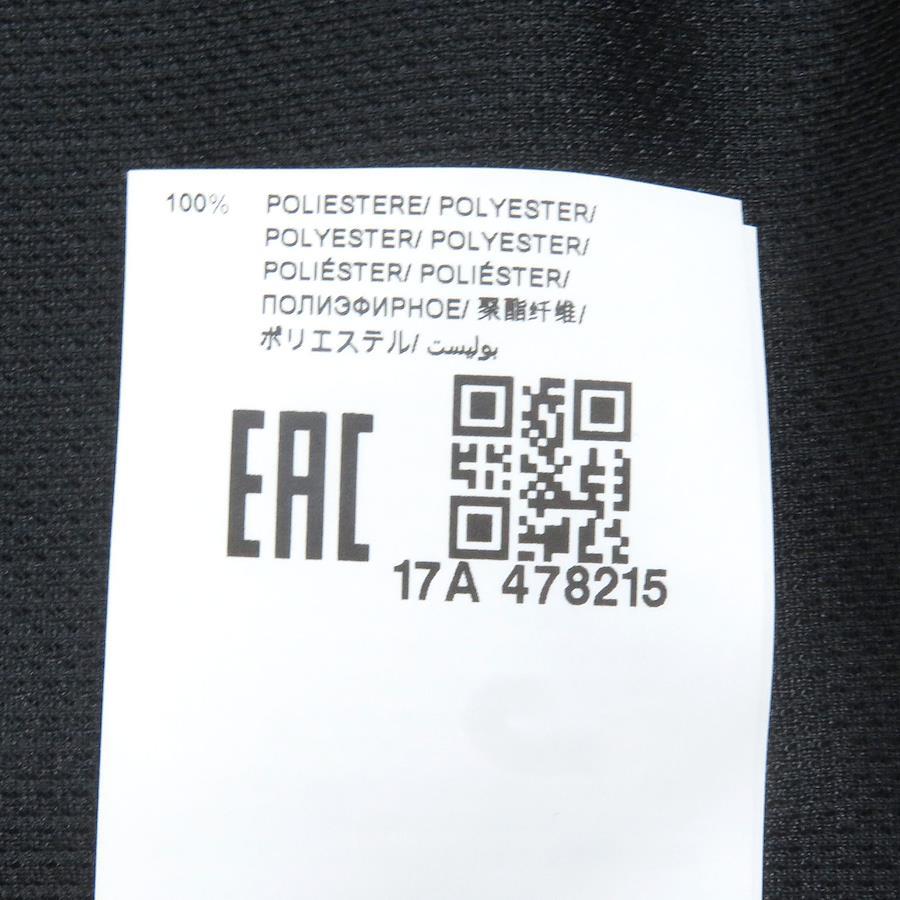 100% POLIESTERE/ POLYESTER/
POLYESTER/ POLYESTER/
POLIÉSTER/ POLIÉSTER/
ПОЛИЭФИРНОЕ/ 聚酯纤维/
ポリエステル/ بوليست
EAC
17A 478215